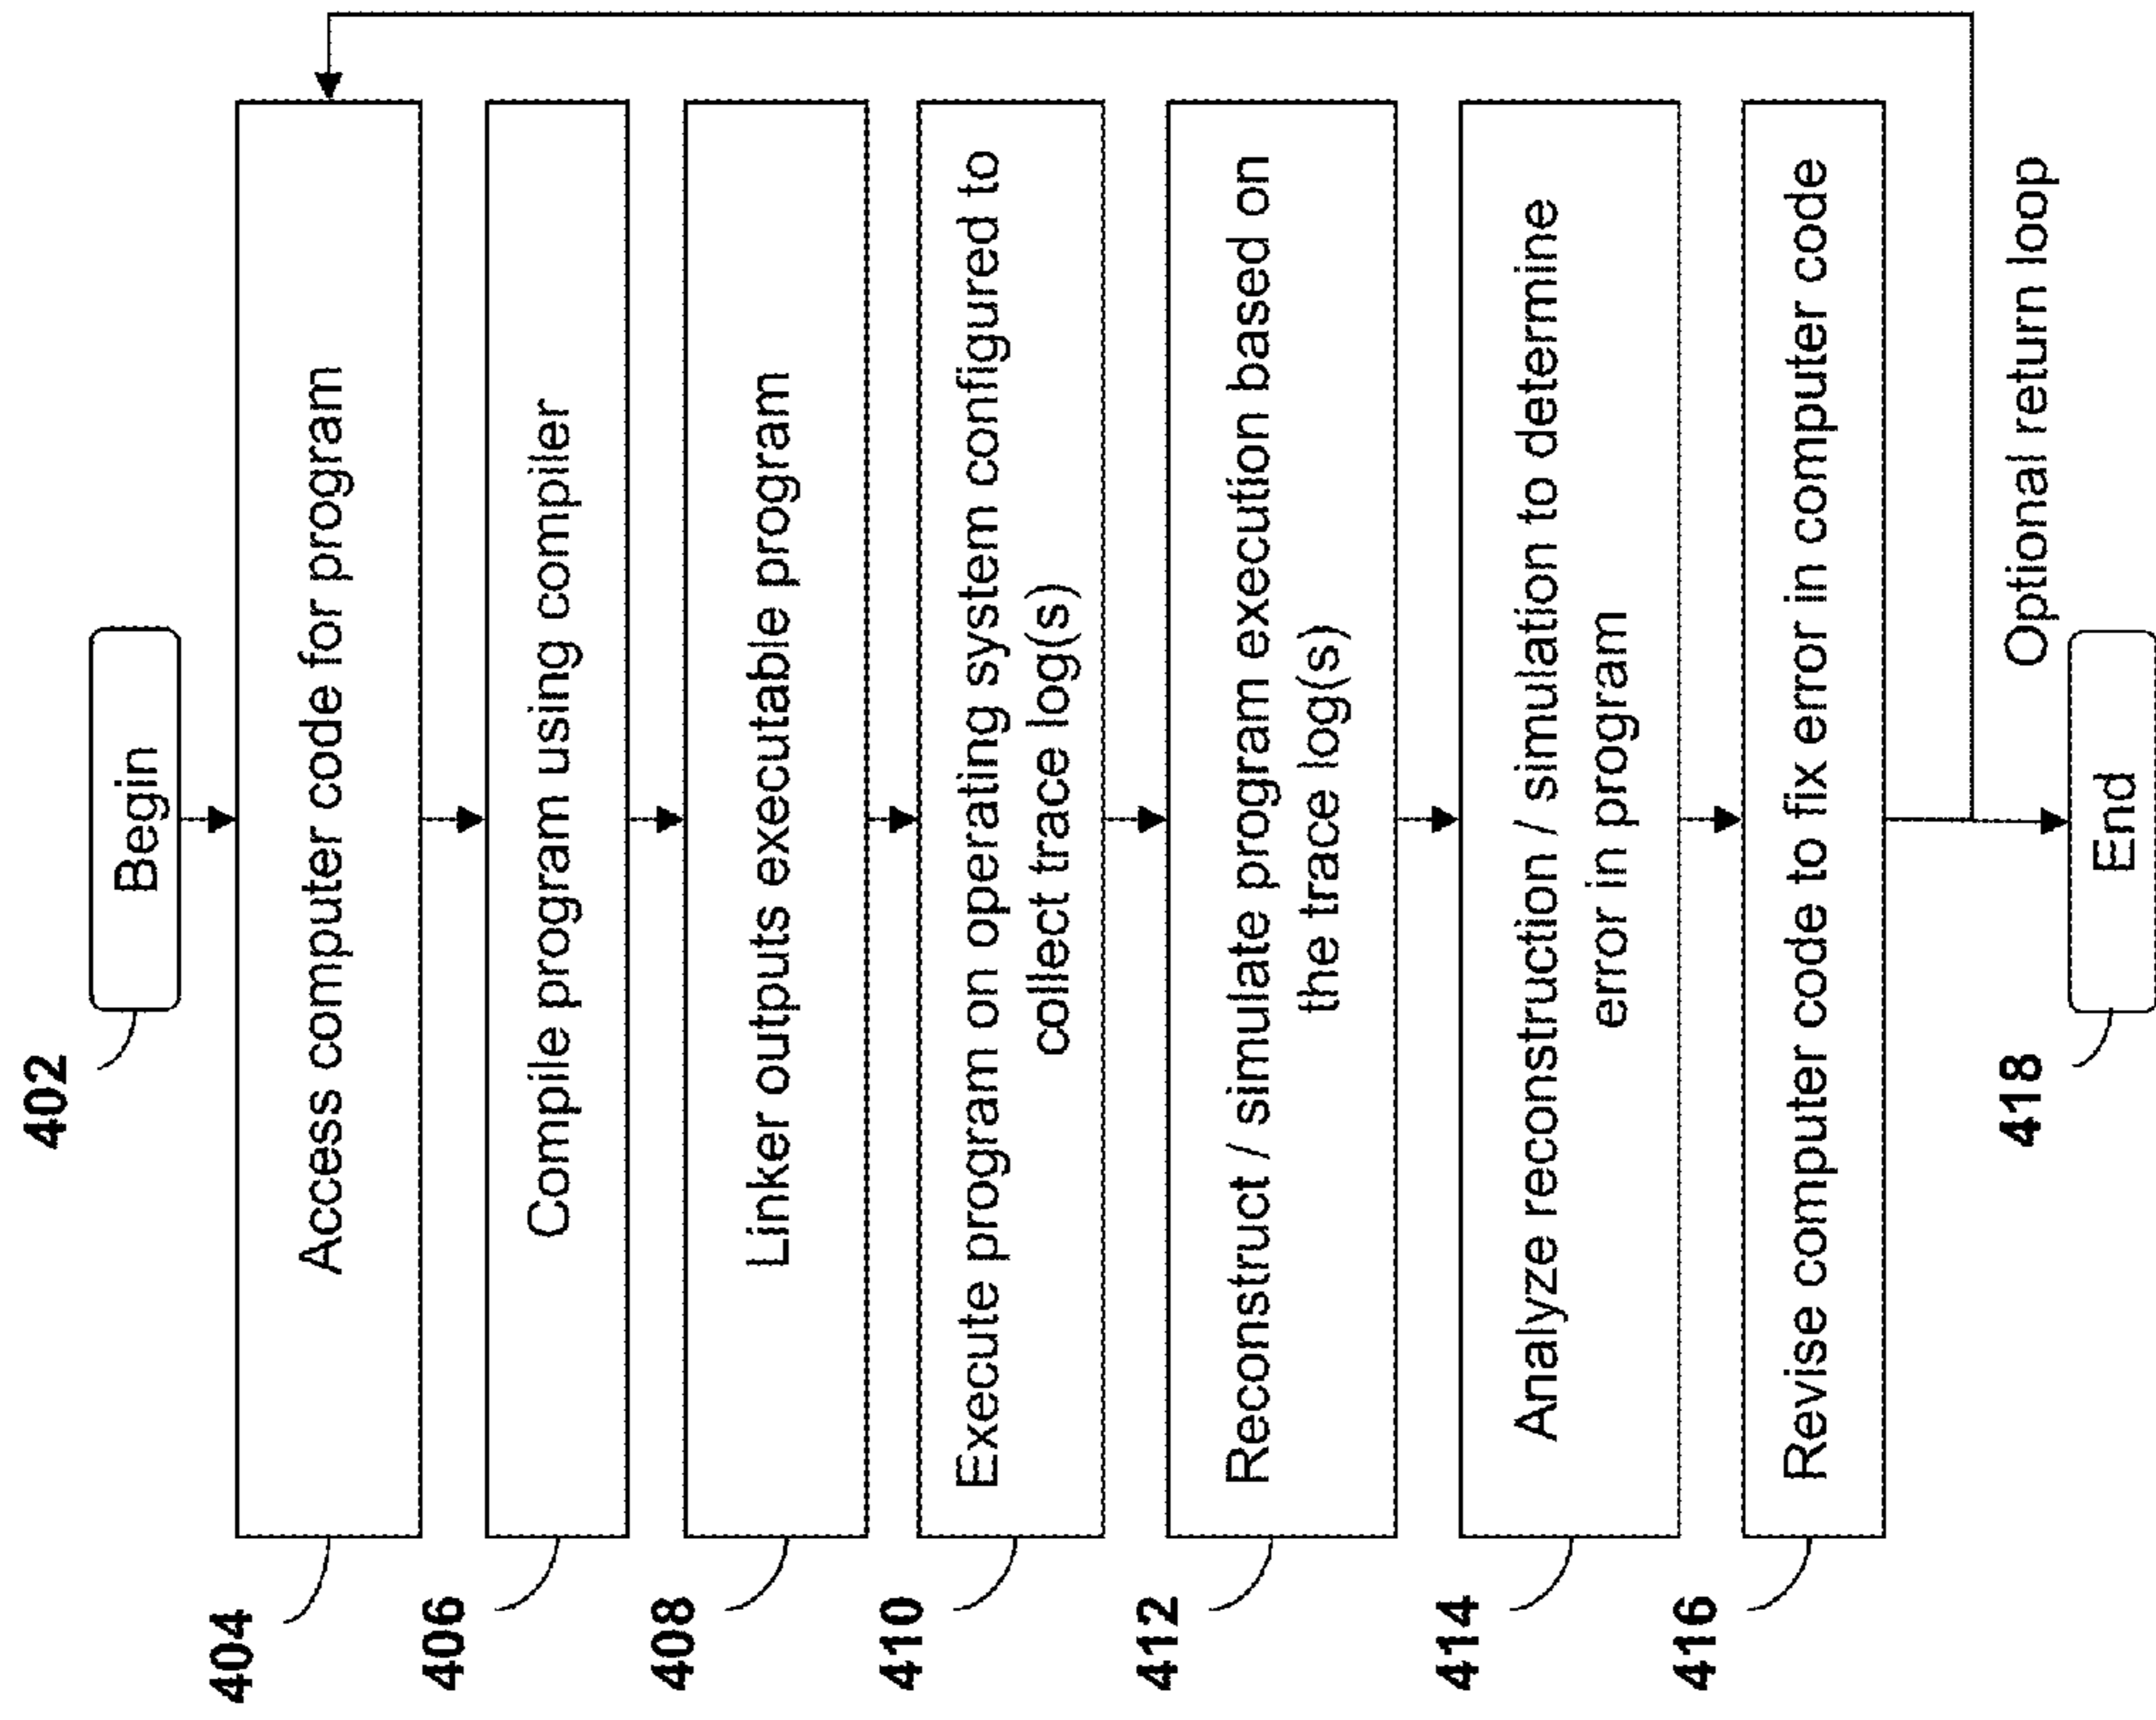 402
Begin
404
Access computer code for program
406
Compile program using compiler
408
Linker outputs executable program
410
Execute program on operating system configured to
collect trace log(s)
412
Reconstruct / simulate program execution based on
the trace log(s)
414
Analyze reconstruction / simulation to determine
error in program
416
Revise computer code to fix error in computer code
Optional return loop
418
End